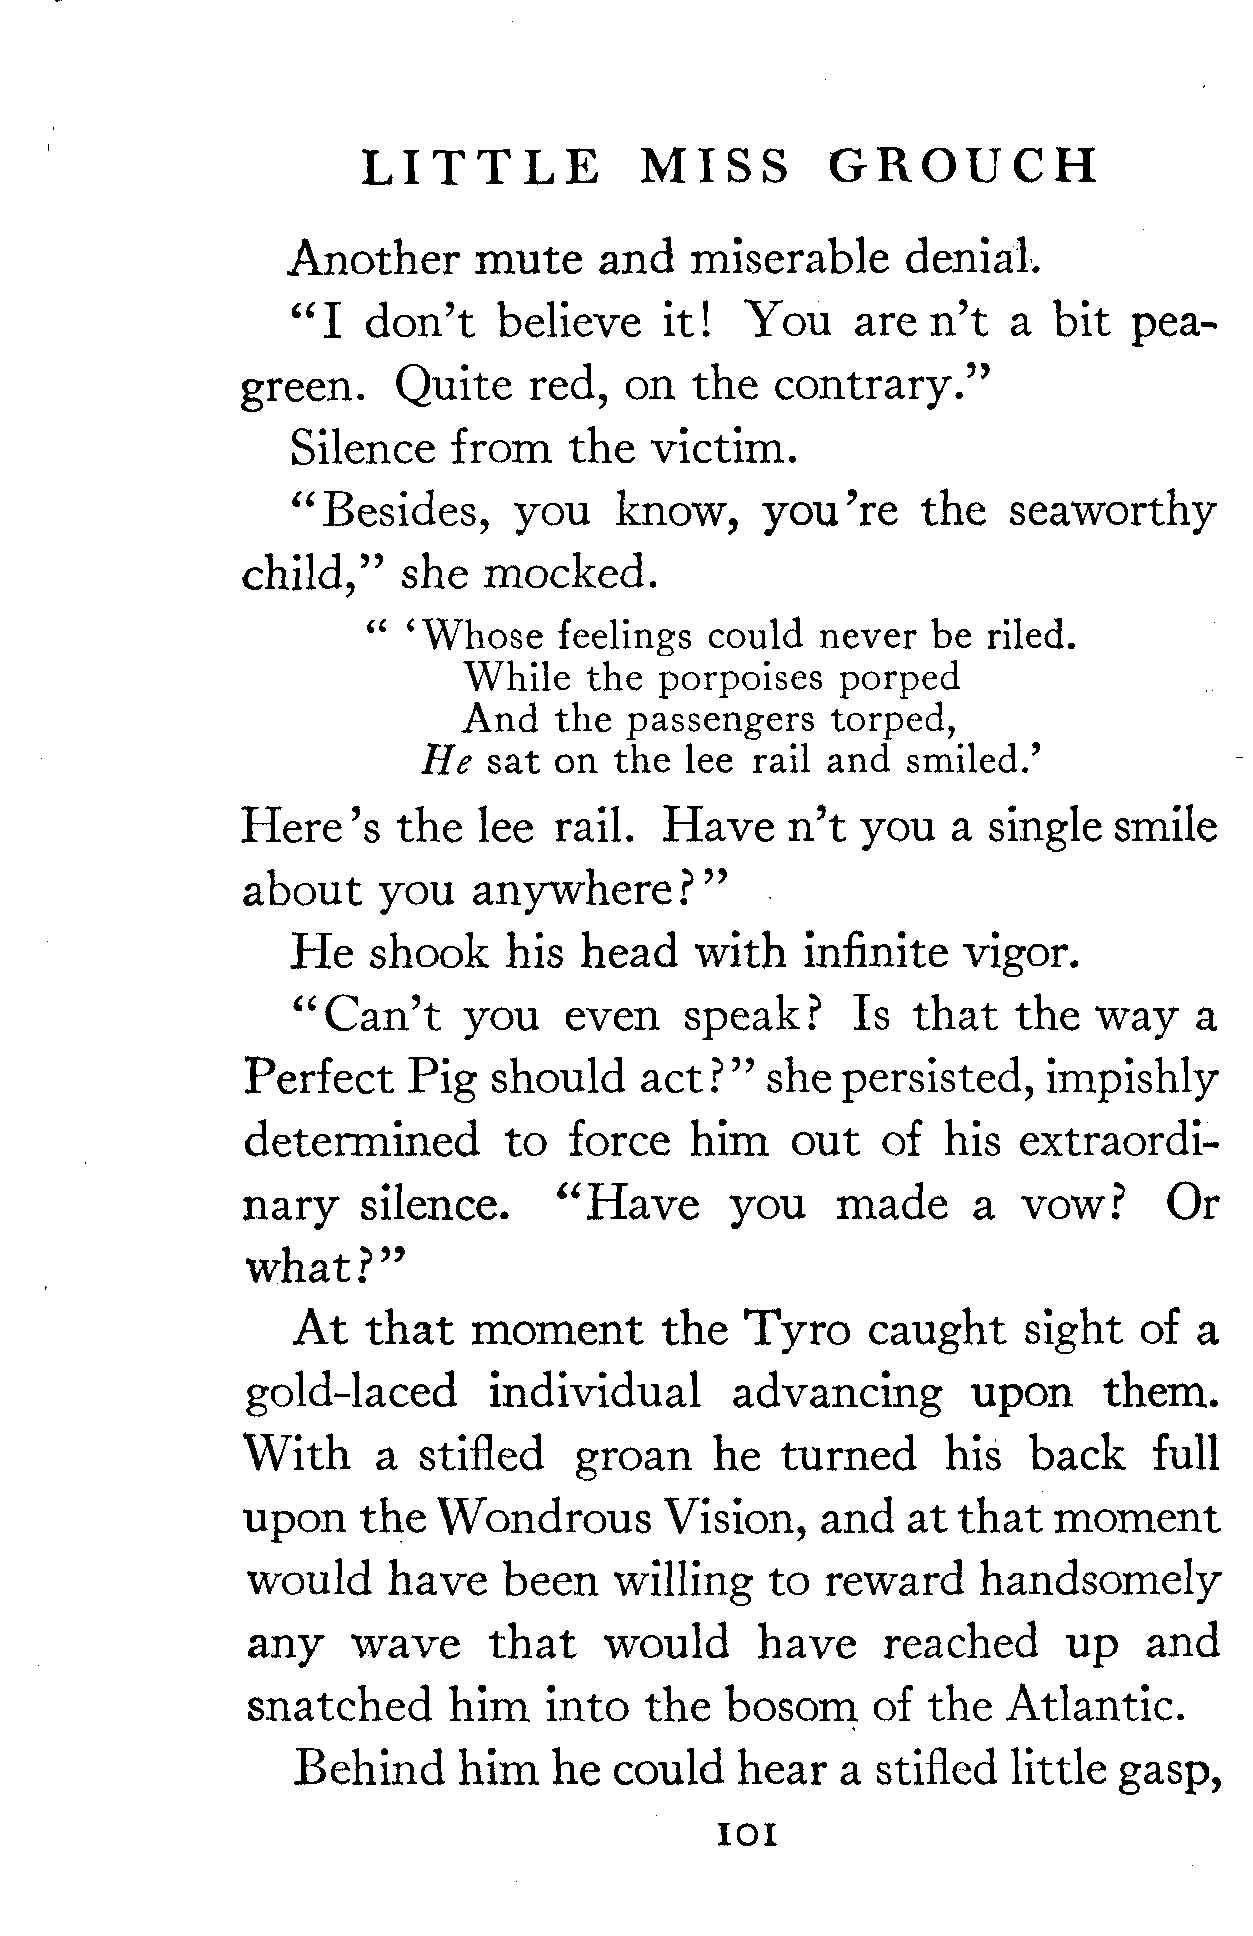 LITTLE MISS GROUCH
Another mute and miserable denial.
"I don't believe it! You are n't a bit pea-
green. Quite red, on the contrary."
Silence from the victim.
"Besides, you know, you 're the seaworthy
child," she mocked.
" 'Whose feelings could never be riled.
While the porpoises porped
And the passengers torped,
He sat on the lee rail and smiled.'
Here 's the lee rail. Have n't you a single smile
about you anywhere?"
He shook his head with infinite vigor.
"Can't you even speak? Is that the way a
Perfect Pig should act?" she persisted, impishly
determined to force him out of his extraordi-
nary silence. "Have you made a vow? Or
what?"
At that moment the Tyro caught sight of a
gold-laced individual advancing upon them.
With a stifled groan he turned his back full
upon the Wondrous Vision, and at that moment
would have been willing to reward handsomely
any wave that would have reached up and
snatched him into the bosom of the Atlantic.
Behind him he could hear a stifled little gasp,
101